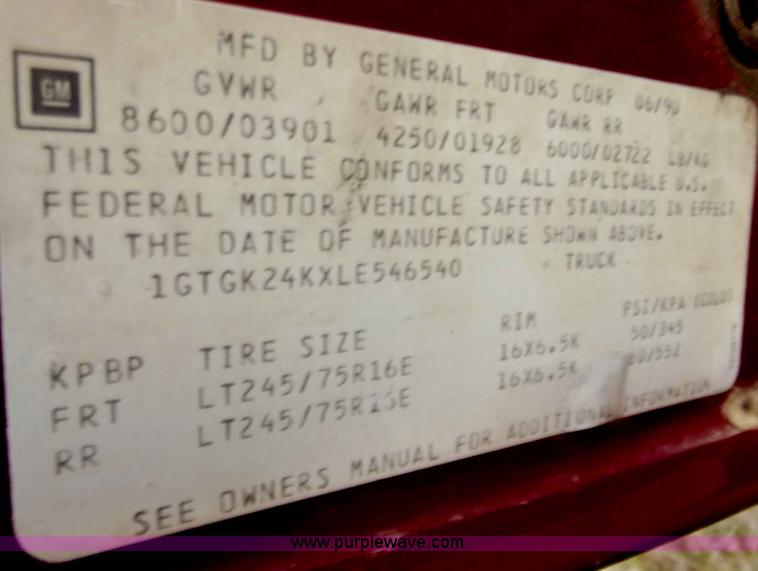 MFD BY GENERAL MOTORS CORP 06/90
GM
GVWR GAWR FRT GAWR RR
8600/03901 4250/01928 6000/02722 LB/KG
THIS VEHICLE CONFORMS TO ALL APPLICABLE U.S.
FEDERAL MOTOR VEHICLE SAFETY STANDARDS IN EFFECT
ON THE DATE OF MANUFACTURE SHOWN ABOVE.
1GTGK24KXLE546540 TRUCK
KPBP TIRE SIZE RIM PSI/KPA (COLD)
FRT LT245/75R16E 16X6.5K 50/345
RR LT245/75R16E 16X6.5K 80/552
SEE OWNERS MANUAL FOR ADDITIONAL INFORMATION
www.purplewave.com